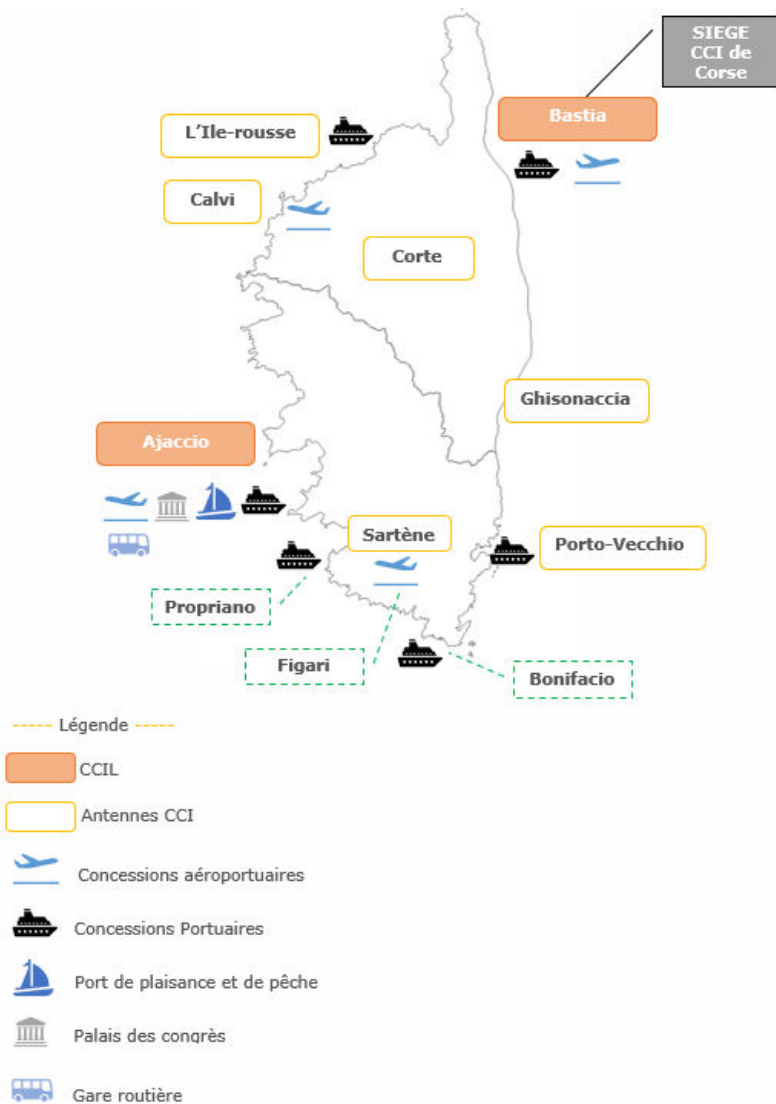 SIEGE
CCI de
Corse
Bastia
L'Ile-rousse
Calvi
Corte
Ghisonaccia
Ajaccio
Sartène
Porto-Vecchio
Propriano
Figari
Bonifacio
----- Légende -----
CCIL
Antennes CCI
Concessions aéroportuaires
Concessions Portuaires
Port de plaisance et de pêche
Palais des congrès
Gare routière